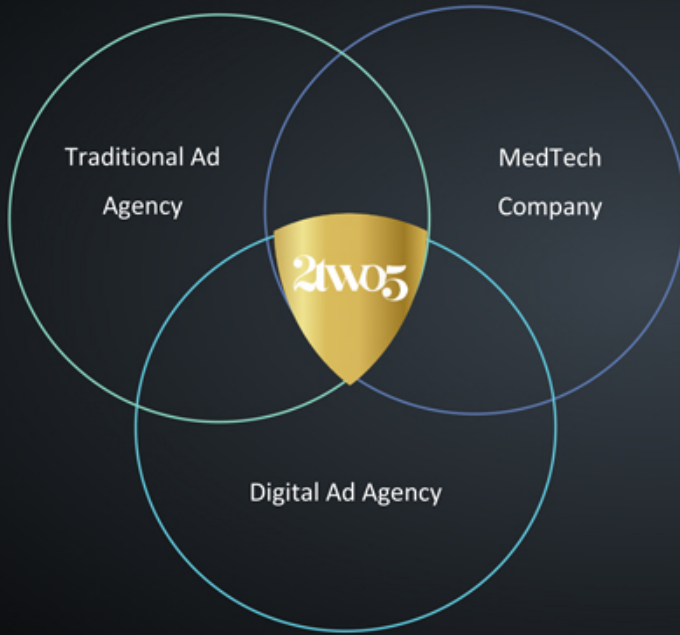 Traditional Ad
Agency
MedTech
Company
2two5
Digital Ad Agency